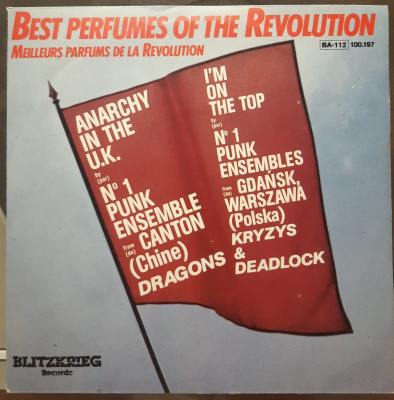 BEST PERFUMES OF THE REVOLUTION
MEILLEURS PARFUMS DE LA REVOLUTION
BA-112 100.197
ANARCHY
IN THE
U.K.
by
(par)
Nº 1
PUNK
ENSEMBLE
from
(de) CANTON
(Chine)
DRAGONS
I'M
ON
THE TOP
by
(par)
Nº 1
PUNK
ENSEMBLES
from
(de) GDAŃSK,
WARSZAWA
(Polska)
KRYZYS
&
DEADLOCK
BLITZKRIEG
Records